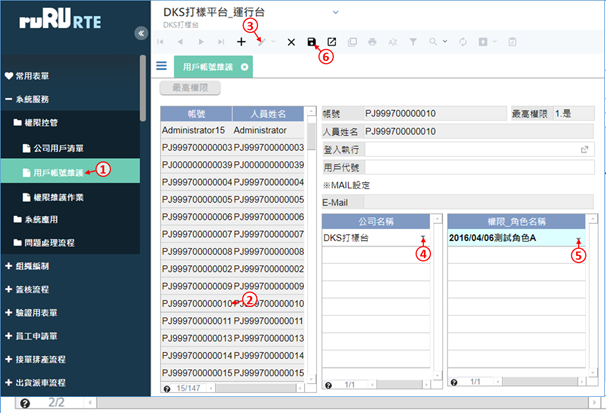 ruRU RTE
DKS打樣平台_運行台
DKS打樣台
③
⑥
♥ 常用表單
− 系統服務
權限控管
公司用戶清單
用戶帳號維護 ①
權限維護作業
系統應用
問題處理流程
+ 組織編制
+ 簽核流程
+ 驗證用表單
+ 員工申請單
+ 接單排產流程
+ 出貨派車流程
用戶帳號維護
最高權限
帳號 人員姓名
Administrator15 Administrator
PJ999700000003 PJ999700000003
PJ000000000039 PJ000000000039
PJ999700000004 PJ999700000004
PJ999700000005 PJ999700000005
PJ999700000006 PJ999700000006
PJ999700000007 PJ999700000007
PJ999700000008 PJ999700000008
PJ999700000009 PJ999700000009
PJ999700000010 ② PJ999700000010
PJ999700000011 PJ999700000011
PJ999700000013 PJ999700000013
PJ999700000014 PJ999700000014
PJ999700000015 PJ999700000015
15/147
帳號 PJ999700000010 最高權限 1.是
人員姓名 PJ999700000010
登入執行
用戶代號
※MAIL設定
E-Mail
公司名稱
DKS打樣台
④
1/1
權限_角色名稱
2016/04/06測試角色A
⑤
1/1
2/2